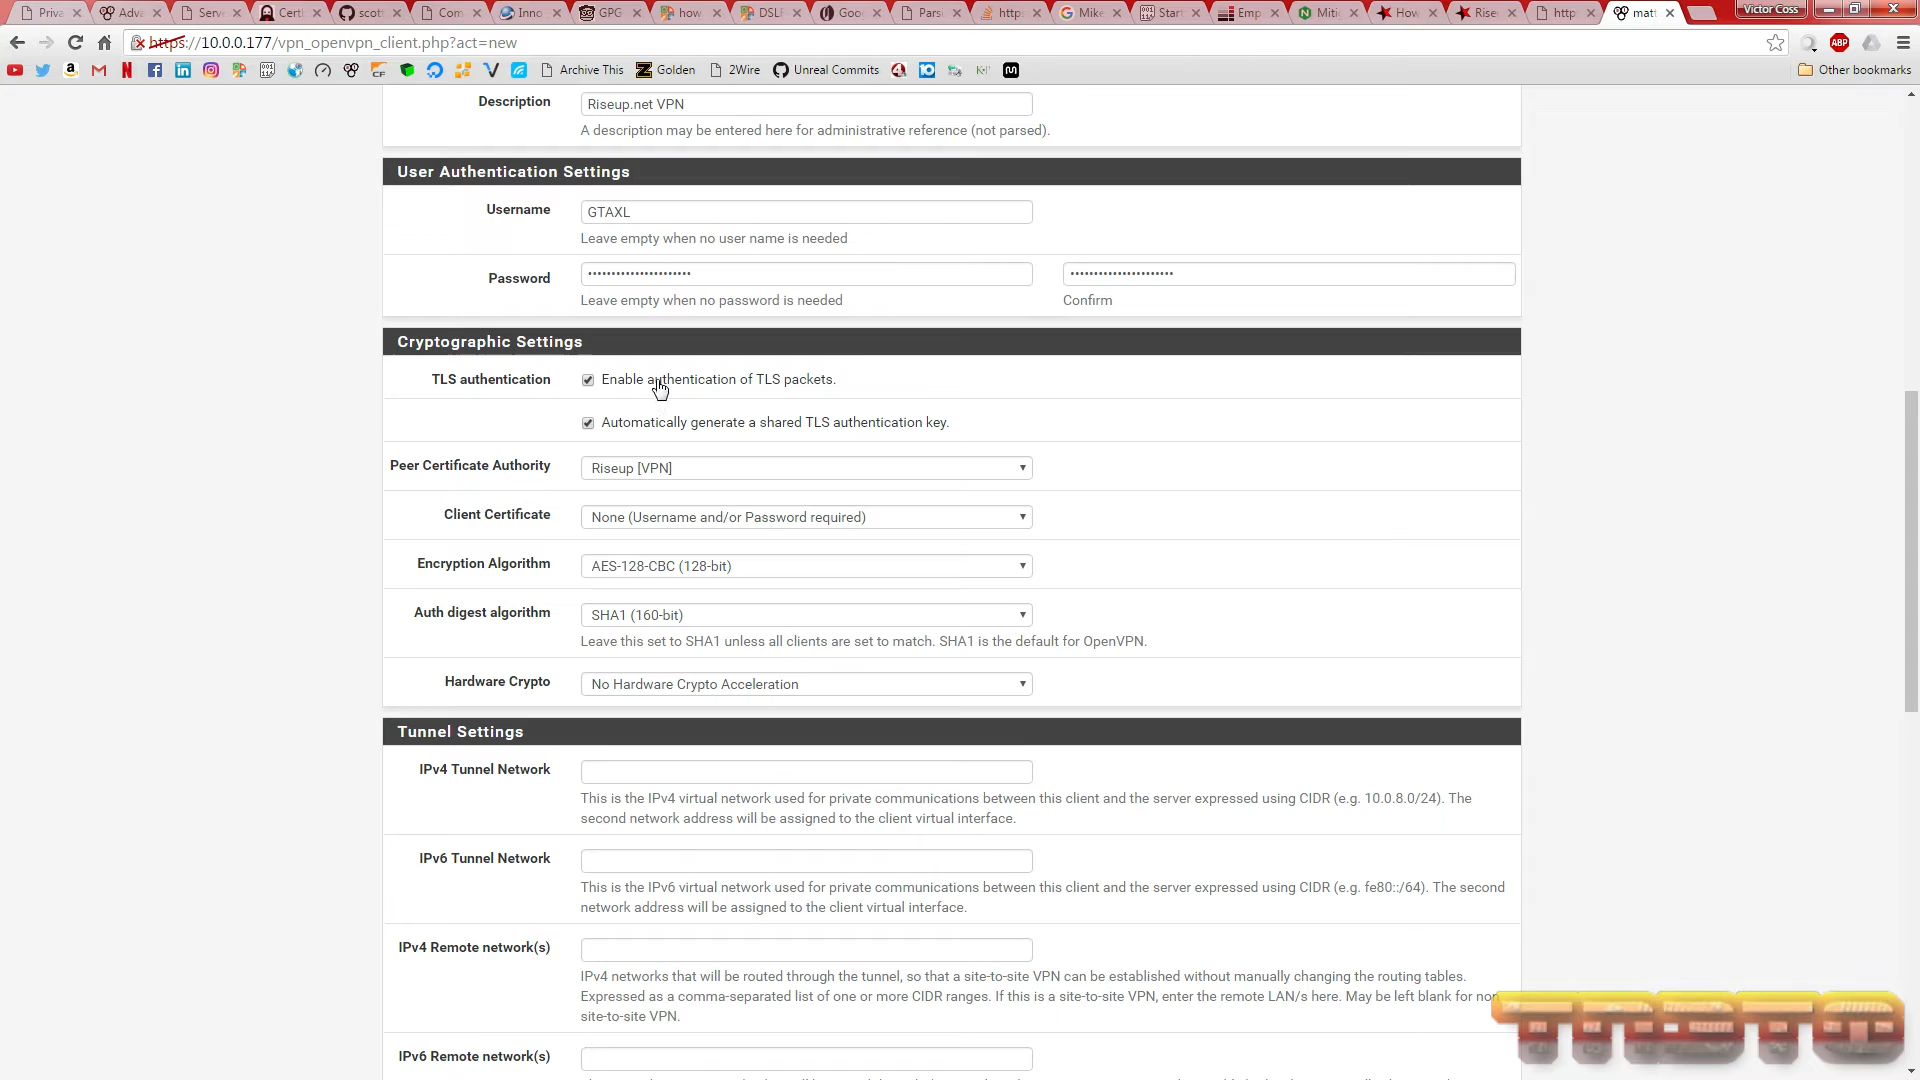 Priva
Adva
Serve
Certi
scott
Com
Inno
GPG
how
DSLI
Goo
Parsi
https
Mike
Start
Emp
Mitic
How
Rise
http
matt
Victor Coss
https://10.0.0.177/vpn_openvpn_client.php?act=new
ABP
Archive This
Golden
2Wire
Unreal Commits
Other bookmarks
Description
Riseup.net VPN
A description may be entered here for administrative reference (not parsed).
User Authentication Settings
Username
GTAXL
Leave empty when no user name is needed
Password
Leave empty when no password is needed
Confirm
Cryptographic Settings
TLS authentication
Enable authentication of TLS packets.
Automatically generate a shared TLS authentication key.
Peer Certificate Authority
Riseup [VPN]
Client Certificate
None (Username and/or Password required)
Encryption Algorithm
AES-128-CBC (128-bit)
Auth digest algorithm
SHA1 (160-bit)
Leave this set to SHA1 unless all clients are set to match. SHA1 is the default for OpenVPN.
Hardware Crypto
No Hardware Crypto Acceleration
Tunnel Settings
IPv4 Tunnel Network
This is the IPv4 virtual network used for private communications between this client and the server expressed using CIDR (e.g. 10.0.8.0/24). The
second network address will be assigned to the client virtual interface.
IPv6 Tunnel Network
This is the IPv6 virtual network used for private communications between this client and the server expressed using CIDR (e.g. fe80::/64). The second
network address will be assigned to the client virtual interface.
IPv4 Remote network(s)
IPv4 networks that will be routed through the tunnel, so that a site-to-site VPN can be established without manually changing the routing tables.
Expressed as a comma-separated list of one or more CIDR ranges. If this is a site-to-site VPN, enter the remote LAN/s here. May be left blank for non
site-to-site VPN.
IPv6 Remote network(s)